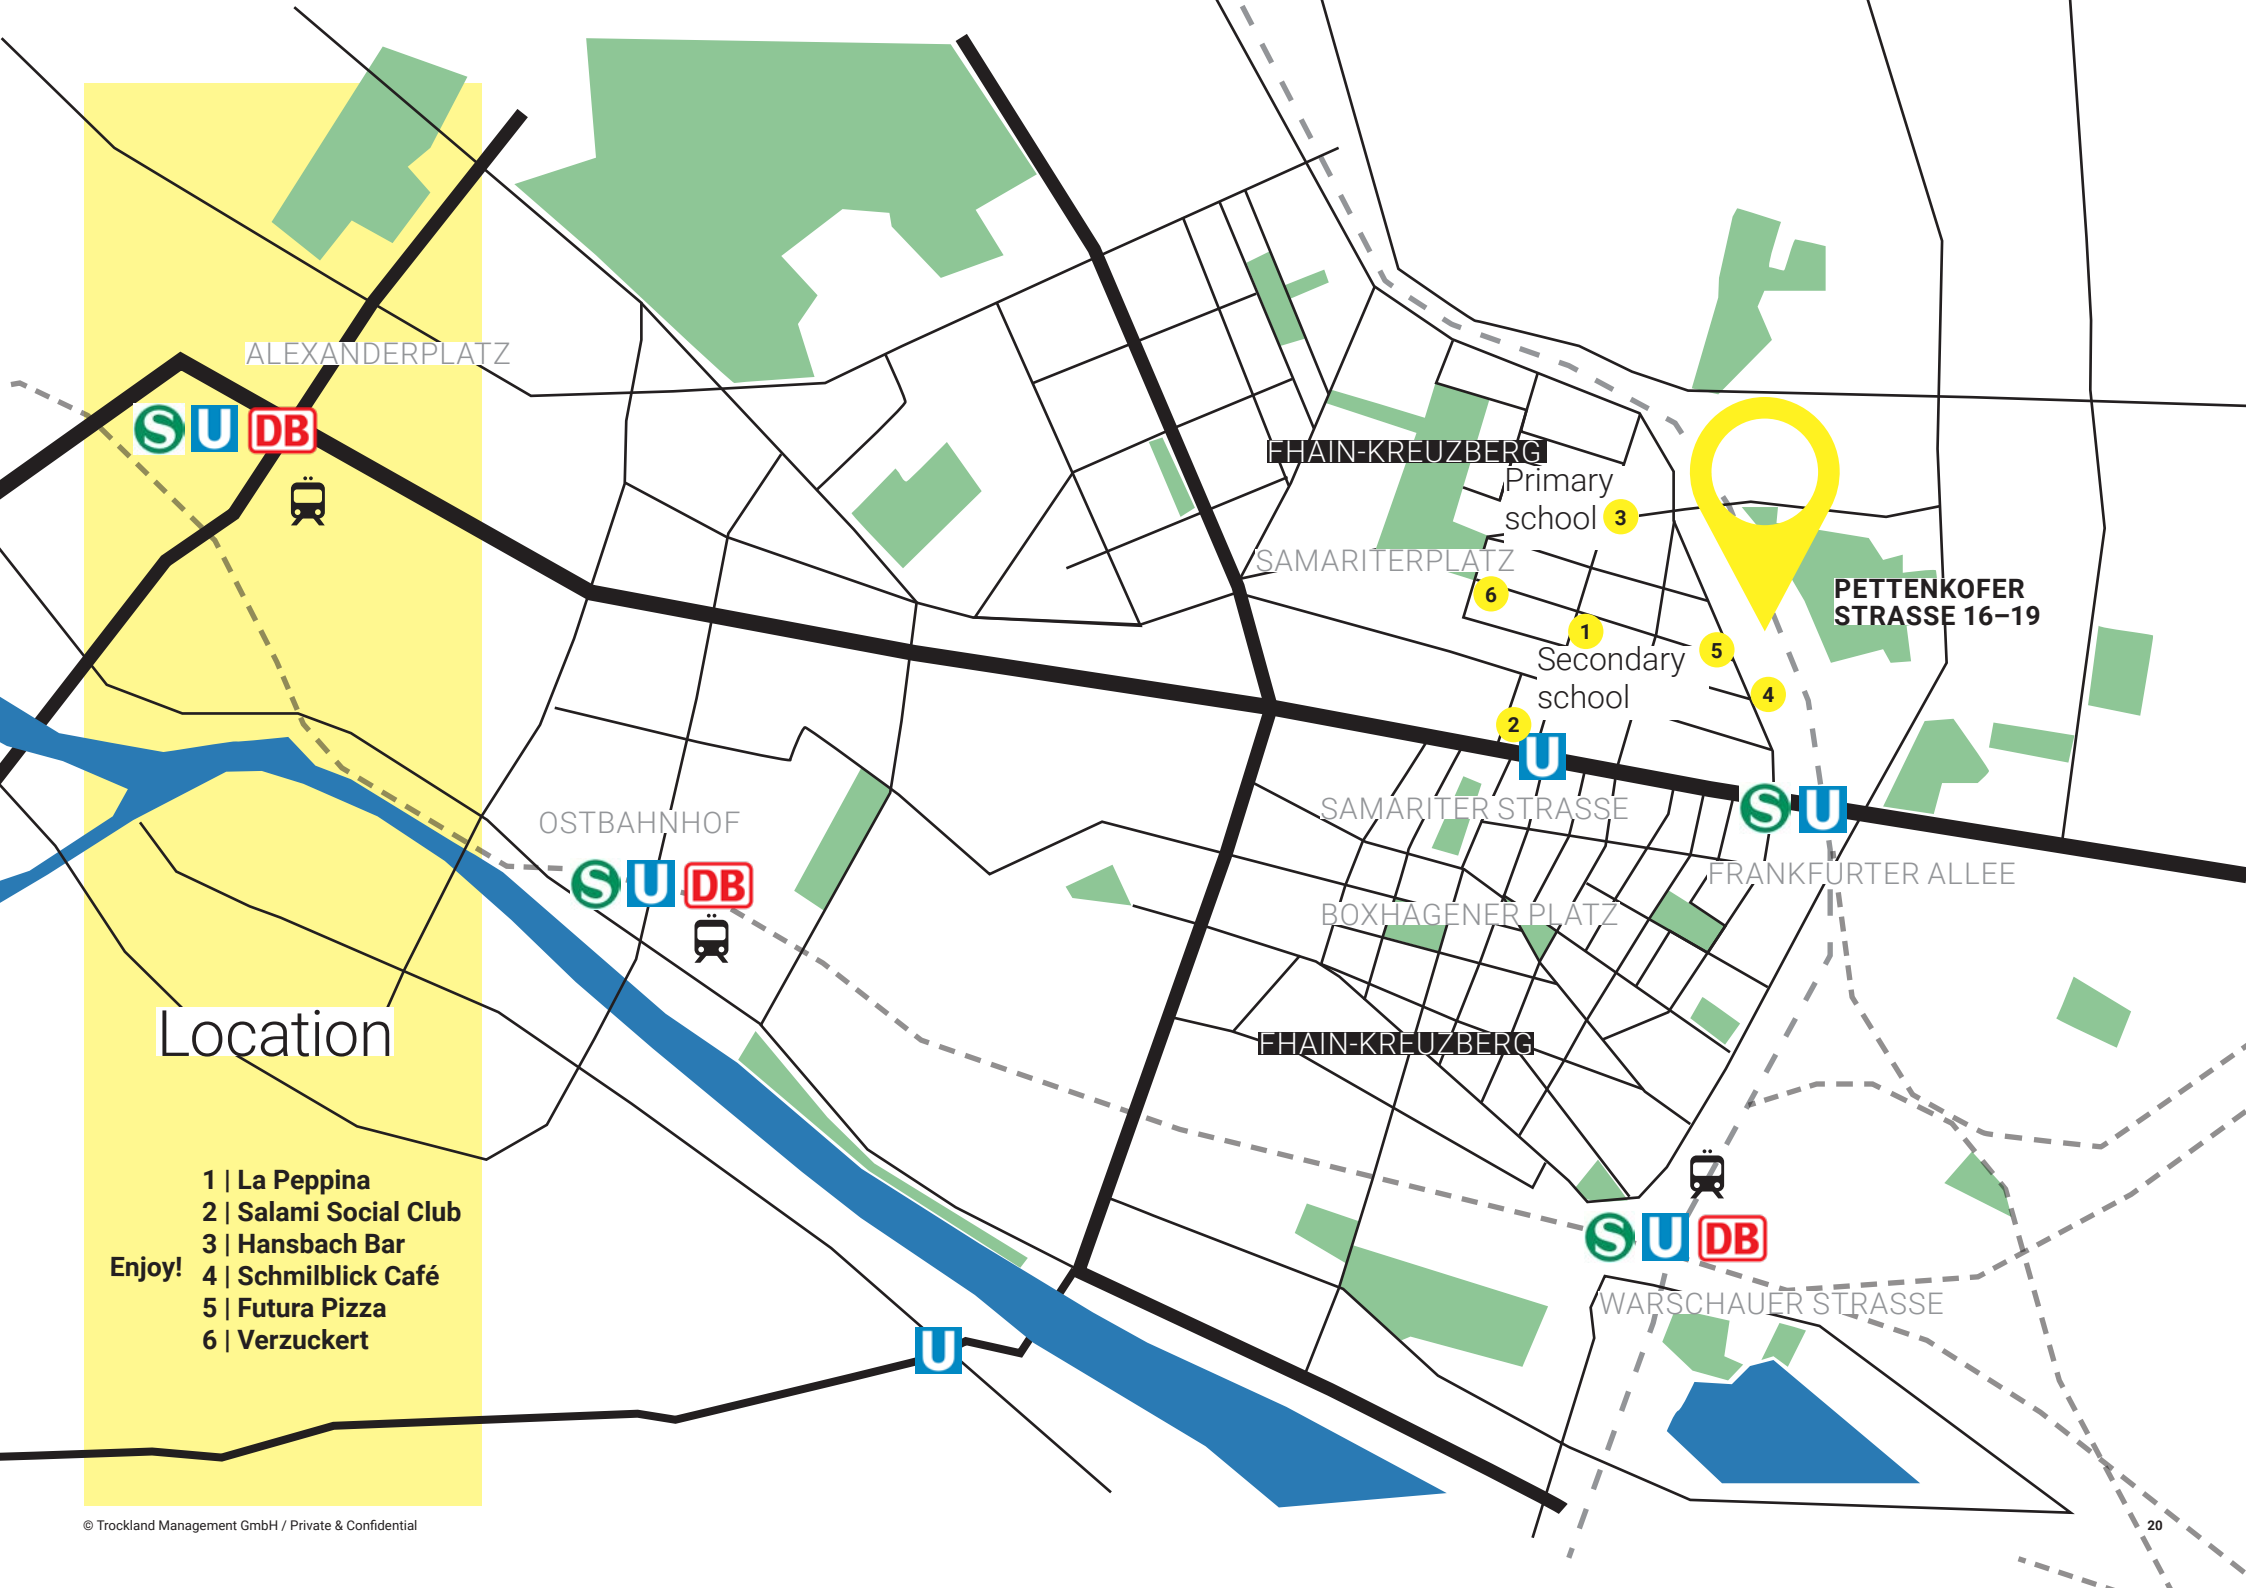 ALEXANDERPLATZ
S U DB
FHAIN-KREUZBERG
Primary
school 3
SAMARITERPLATZ
6
PETTENKOFER
STRASSE 16–19
1
5
Secondary
school
4
2
U
S U
SAMARITER STRASSE
OSTBAHNHOF
S U DB
FRANKFURTER ALLEE
BOXHAGENER PLATZ
Location
FHAIN-KREUZBERG
S U DB
WARSCHAUER STRASSE
U
Enjoy!
1 | La Peppina
2 | Salami Social Club
3 | Hansbach Bar
4 | Schmilblick Café
5 | Futura Pizza
6 | Verzuckert
© Trockland Management GmbH / Private & Confidential
20